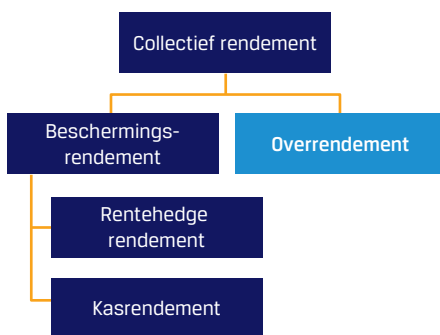 Collectief rendement
Beschermings-
rendement
Overrendement
Rentehedge
rendement
Kasrendement